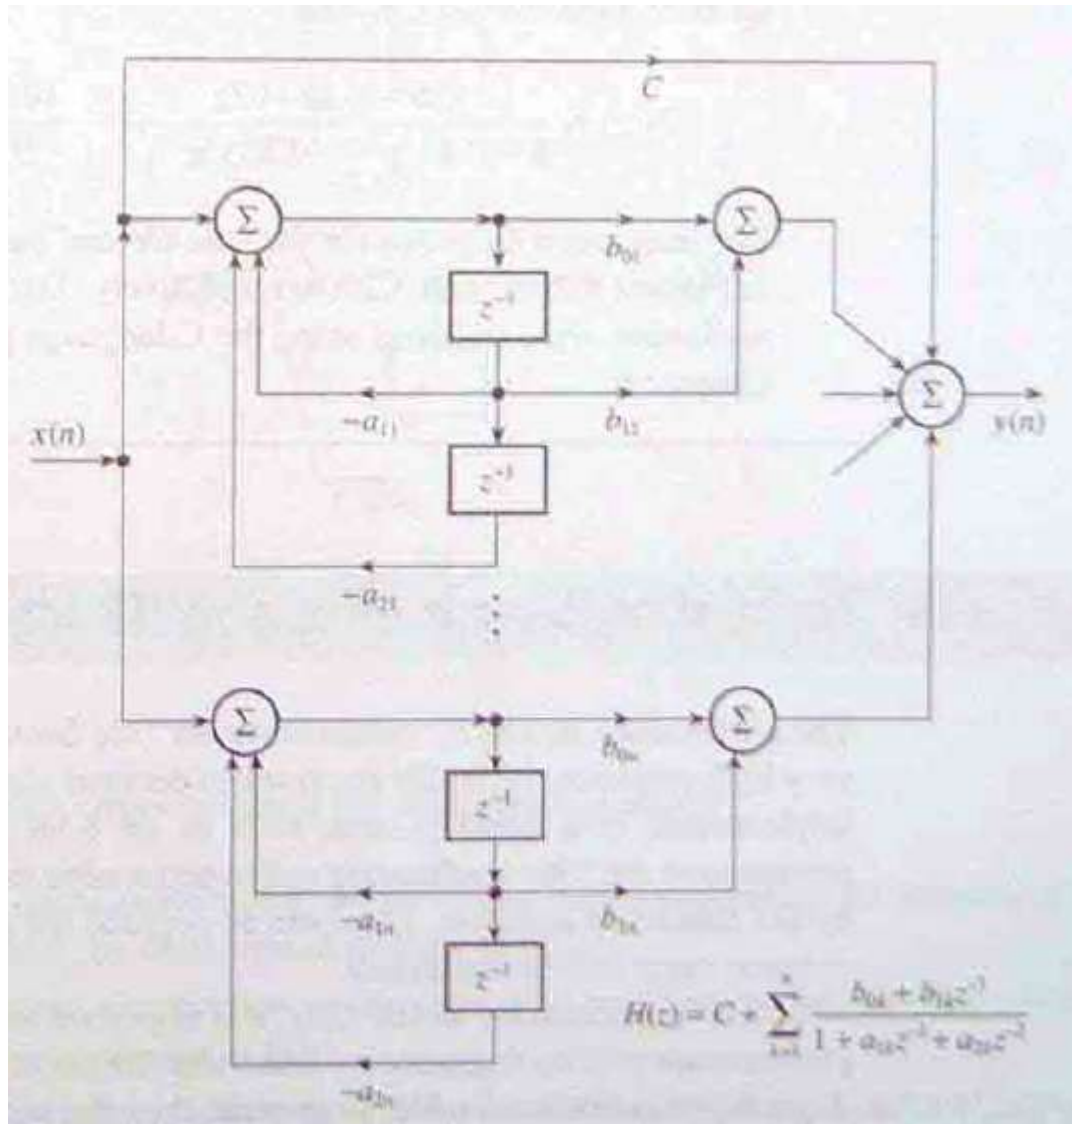 C
Σ
Σ
b₀₁
z⁻¹
Σ
x(n)
−a₁₁
b₁₁
y(n)
z⁻¹
−a₂₁
⋮
Σ
Σ
b₀ₙ
z⁻¹
−a₁ₙ
b₁ₙ
z⁻¹
H(z) = C + ∑ₖ₌₁ⁿ (b₀ₖ + b₁ₖz⁻¹) / (1 + a₁ₖz⁻¹ + a₂ₖz⁻²)
−a₂ₙ